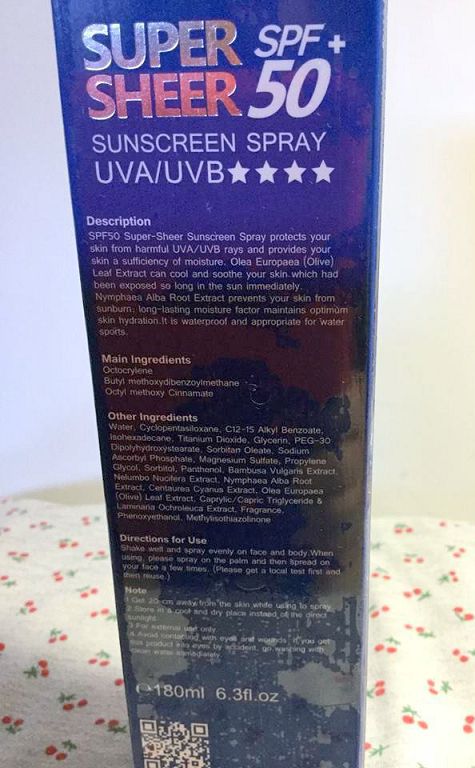 SUPER SPF+
SHEER 50
SUNSCREEN SPRAY
UVA/UVB★★★★
Description
SPF50 Super-Sheer Sunscreen Spray protects your
skin from harmful UVA/UVB rays and provides your
skin a sufficiency of moisture. Olea Europaea (Olive)
Leaf Extract can cool and soothe your skin which had
been exposed so long in the sun immediately.
Nymphaea Alba Root Extract prevents your skin from
sunburn; long-lasting moisture factor maintains optimum
skin hydration.It is waterproof and appropriate for water
sports.
Main Ingredients
Octocrylene
Butyl methoxydibenzoylmethane
Octyl methoxy Cinnamate
Other Ingredients
Water, Cyclopentasiloxane, C12-15 Alkyl Benzoate,
Isohexadecane, Titanium Dioxide, Glycerin, PEG-30
Dipolyhydroxystearate, Sorbitan Oleate, Sodium
Ascorbyl Phosphate, Magnesium Sulfate, Propylene
Glycol, Sorbitol, Panthenol, Bambusa Vulgaris Extract,
Nelumbo Nucifera Extract, Nymphaea Alba Root
Extract, Centaurea Cyanus Extract, Olea Europaea
(Olive) Leaf Extract, Caprylic/Capric Triglyceride &
Laminaria Ochroleuca Extract, Fragrance,
Phenoxyethanol, Methylisothiazolinone
Directions for Use
Shake well and spray evenly on face and body.When
using, please spray on the palm and then spread on
your face a few times. (Please get a local test first and
then reuse.)
Note
1.Get 20 cm away from the skin while using to spray.
2.Store in a cool and dry place instead of the direct
sunlight.
3.For external use only
4.Avoid contacting with eyes and wounds. If you get
this product into eyes by accident, go washing with
clean water immediately.
℮180ml 6.3fl.oz